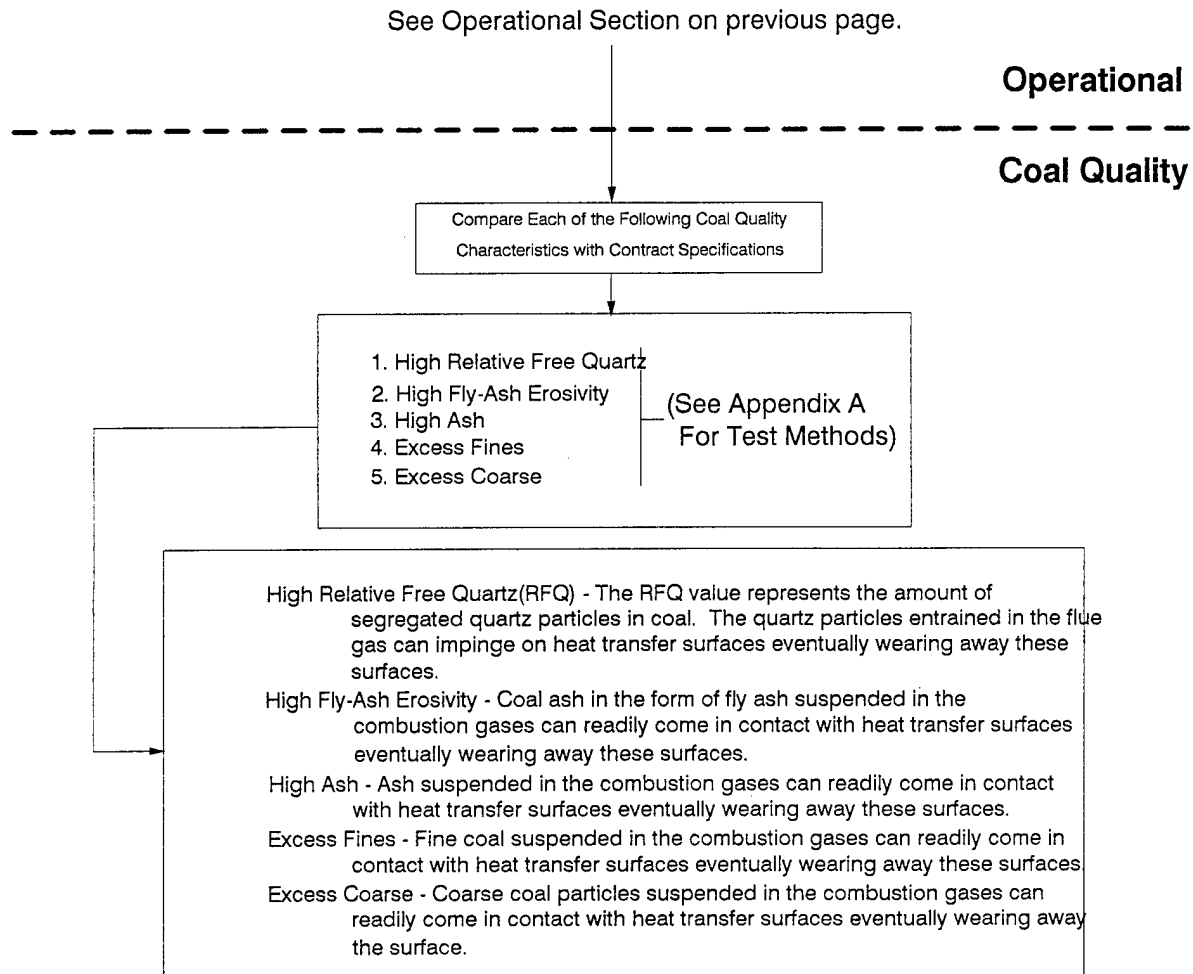 See Operational Section on previous page.
Operational
Coal Quality
Compare Each of the Following Coal Quality
Characteristics with Contract Specifications
1. High Relative Free Quartz
2. High Fly-Ash Erosivity
3. High Ash
4. Excess Fines
5. Excess Coarse
(See Appendix A
For Test Methods)
High Relative Free Quartz(RFQ) - The RFQ value represents the amount of
segregated quartz particles in coal. The quartz particles entrained in the flue
gas can impinge on heat transfer surfaces eventually wearing away these
surfaces.
High Fly-Ash Erosivity - Coal ash in the form of fly ash suspended in the
combustion gases can readily come in contact with heat transfer surfaces
eventually wearing away these surfaces.
High Ash - Ash suspended in the combustion gases can readily come in contact
with heat transfer surfaces eventually wearing away these surfaces.
Excess Fines - Fine coal suspended in the combustion gases can readily come in
contact with heat transfer surfaces eventually wearing away these surfaces.
Excess Coarse - Coarse coal particles suspended in the combustion gases can
readily come in contact with heat transfer surfaces eventually wearing away
the surface.